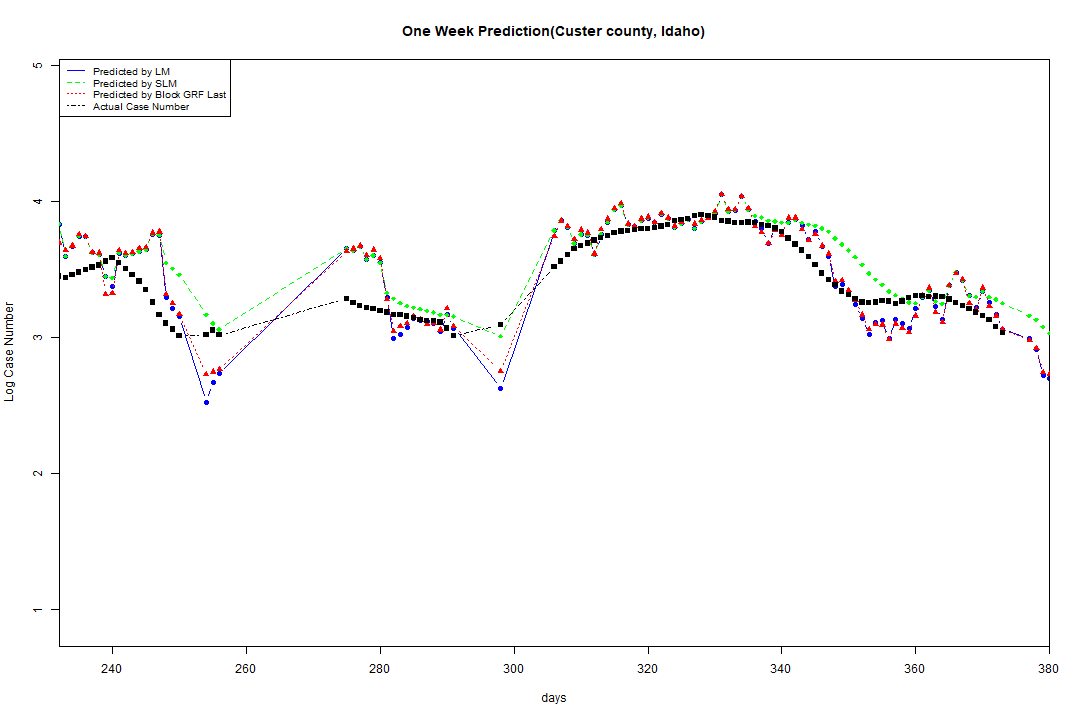 One Week Prediction(Custer county, Idaho)
Predicted by LM
Predicted by SLM
Predicted by Block GRF Last
Actual Case Number
Log Case Number
5
4
3
2
1
240 260 280 300 320 340 360 380
days